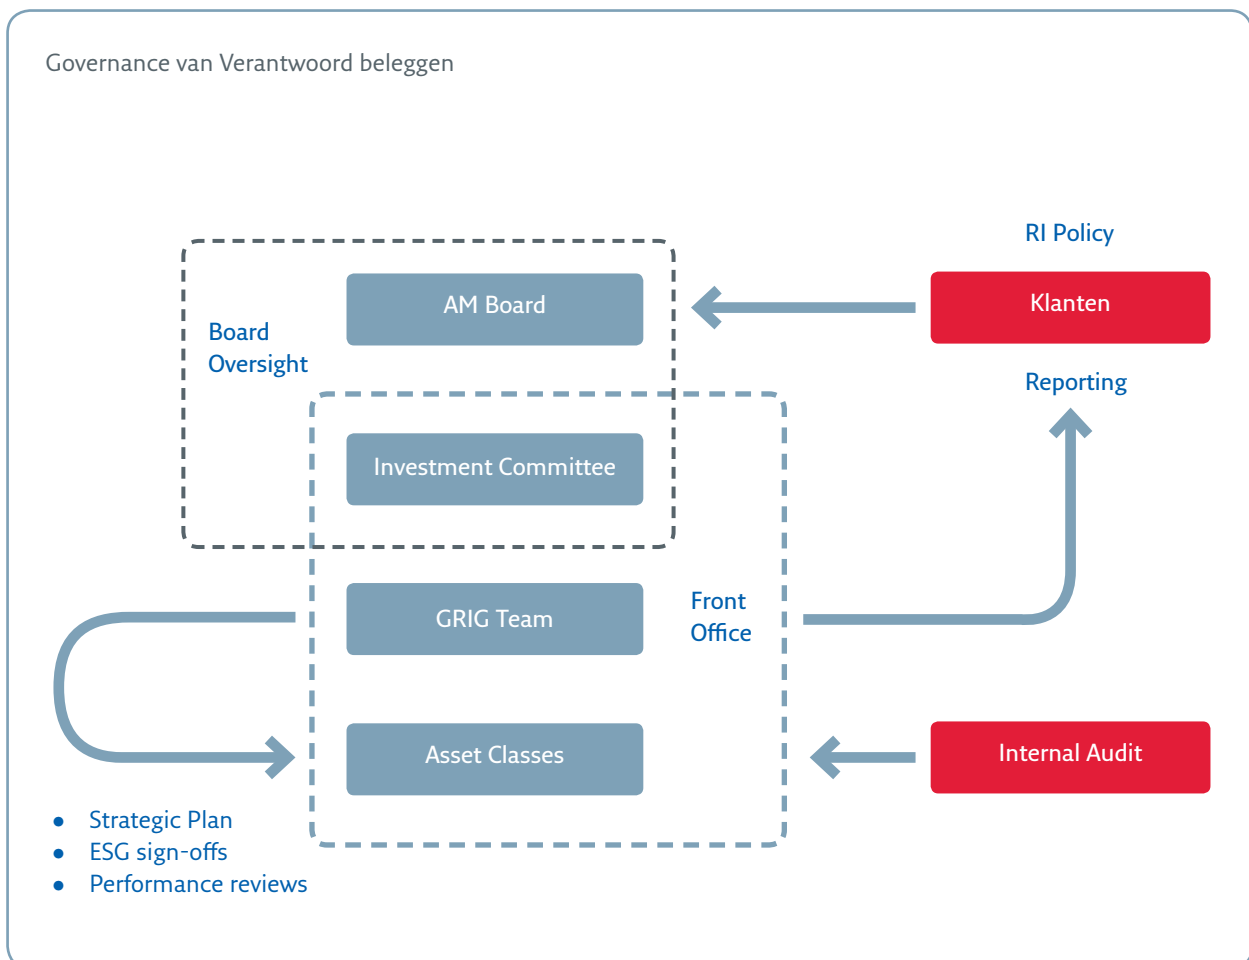 Governance van Verantwoord beleggen
RI Policy
AM Board
Klanten
Board
Oversight
Reporting
Investment Committee
GRIG Team
Front
Office
Asset Classes
Internal Audit
• Strategic Plan
• ESG sign-offs
• Performance reviews